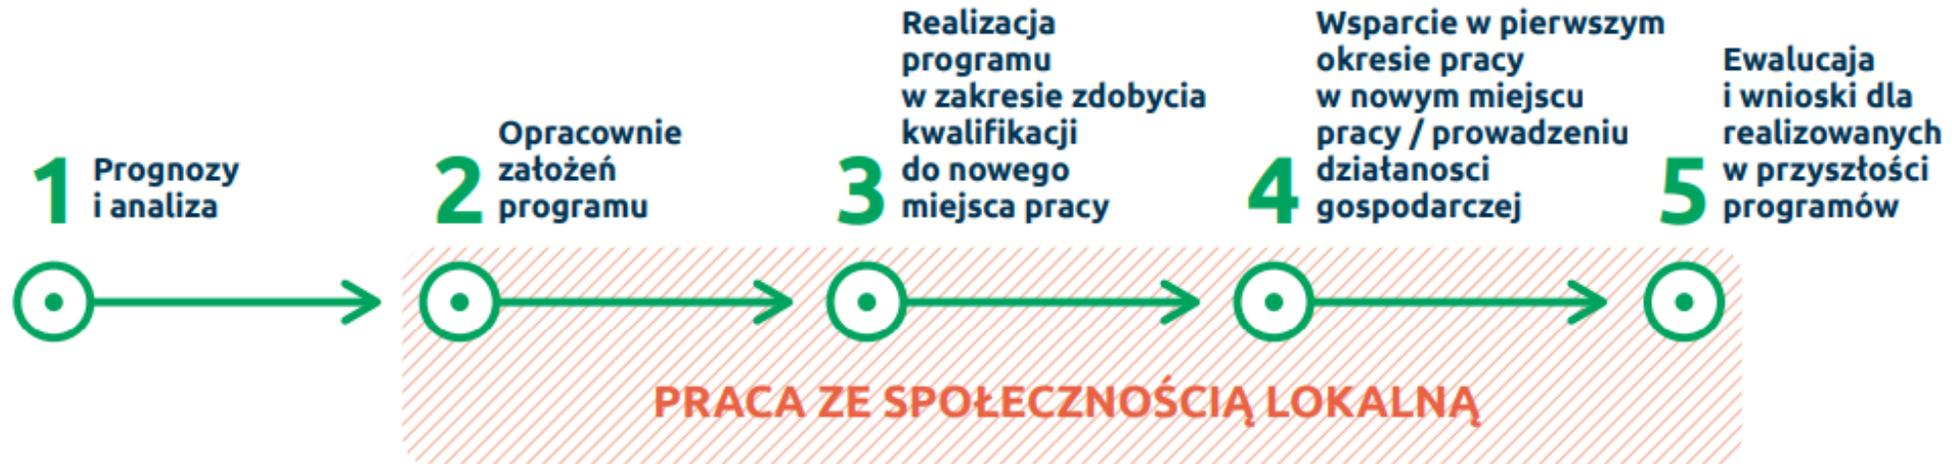 1 Prognozy
i analiza
2 Opracownie
założeń
programu
3 Realizacja
programu
w zakresie zdobycia
kwalifikacji
do nowego
miejsca pracy
4 Wsparcie w pierwszym
okresie pracy
w nowym miejscu
pracy / prowadzeniu
działanosci
gospodarczej
5 Ewalucaja
i wnioski dla
realizowanych
w przyszłości
programów
PRACA ZE SPOŁECZNOŚCIĄ LOKALNĄ